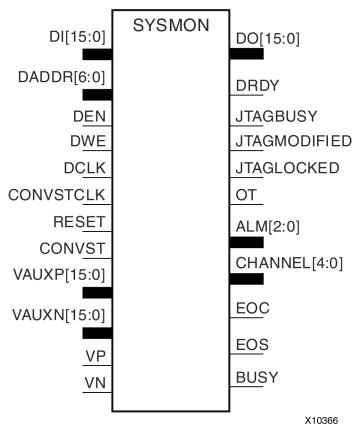 SYSMON
DI[15:0]
DADDR[6:0]
DEN
DWE
DCLK
CONVSTCLK
RESET
CONVST
VAUXP[15:0]
VAUXN[15:0]
VP
VN
DO[15:0]
DRDY
JTAGBUSY
JTAGMODIFIED
JTAGLOCKED
OT
ALM[2:0]
CHANNEL[4:0]
EOC
EOS
BUSY
X10366